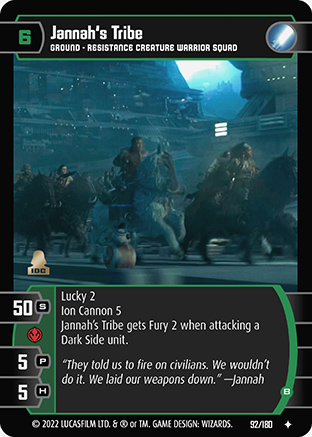 6
Jannah's Tribe
GROUND - RESISTANCE CREATURE WARRIOR SQUAD
IDC
50 S
5 P
5 H
Lucky 2
Ion Cannon 5
Jannah's Tribe gets Fury 2 when attacking a
Dark Side unit.
"They told us to fire on civilians. We wouldn't
do it. We laid our weapons down." —Jannah
B
© 2022 LUCASFILM LTD. & ® or TM. GAME DESIGN: WIZARDS.
92/180